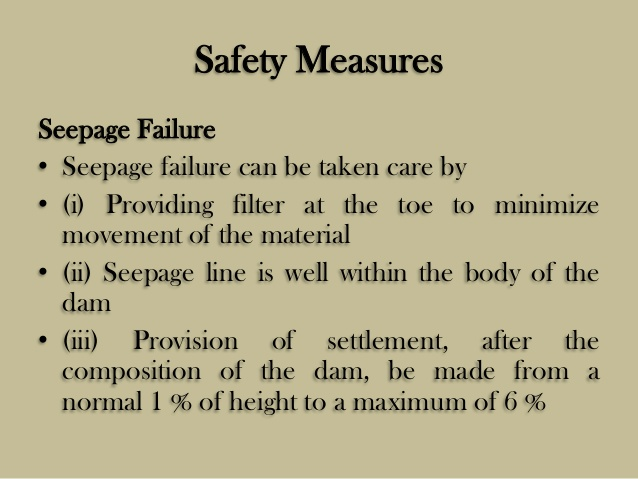 Safety Measures
Seepage Failure
• Seepage failure can be taken care by
• (i) Providing filter at the toe to minimize
movement of the material
• (ii) Seepage line is well within the body of the
dam
• (iii) Provision of settlement, after the
composition of the dam, be made from a
normal 1 % of height to a maximum of 6 %